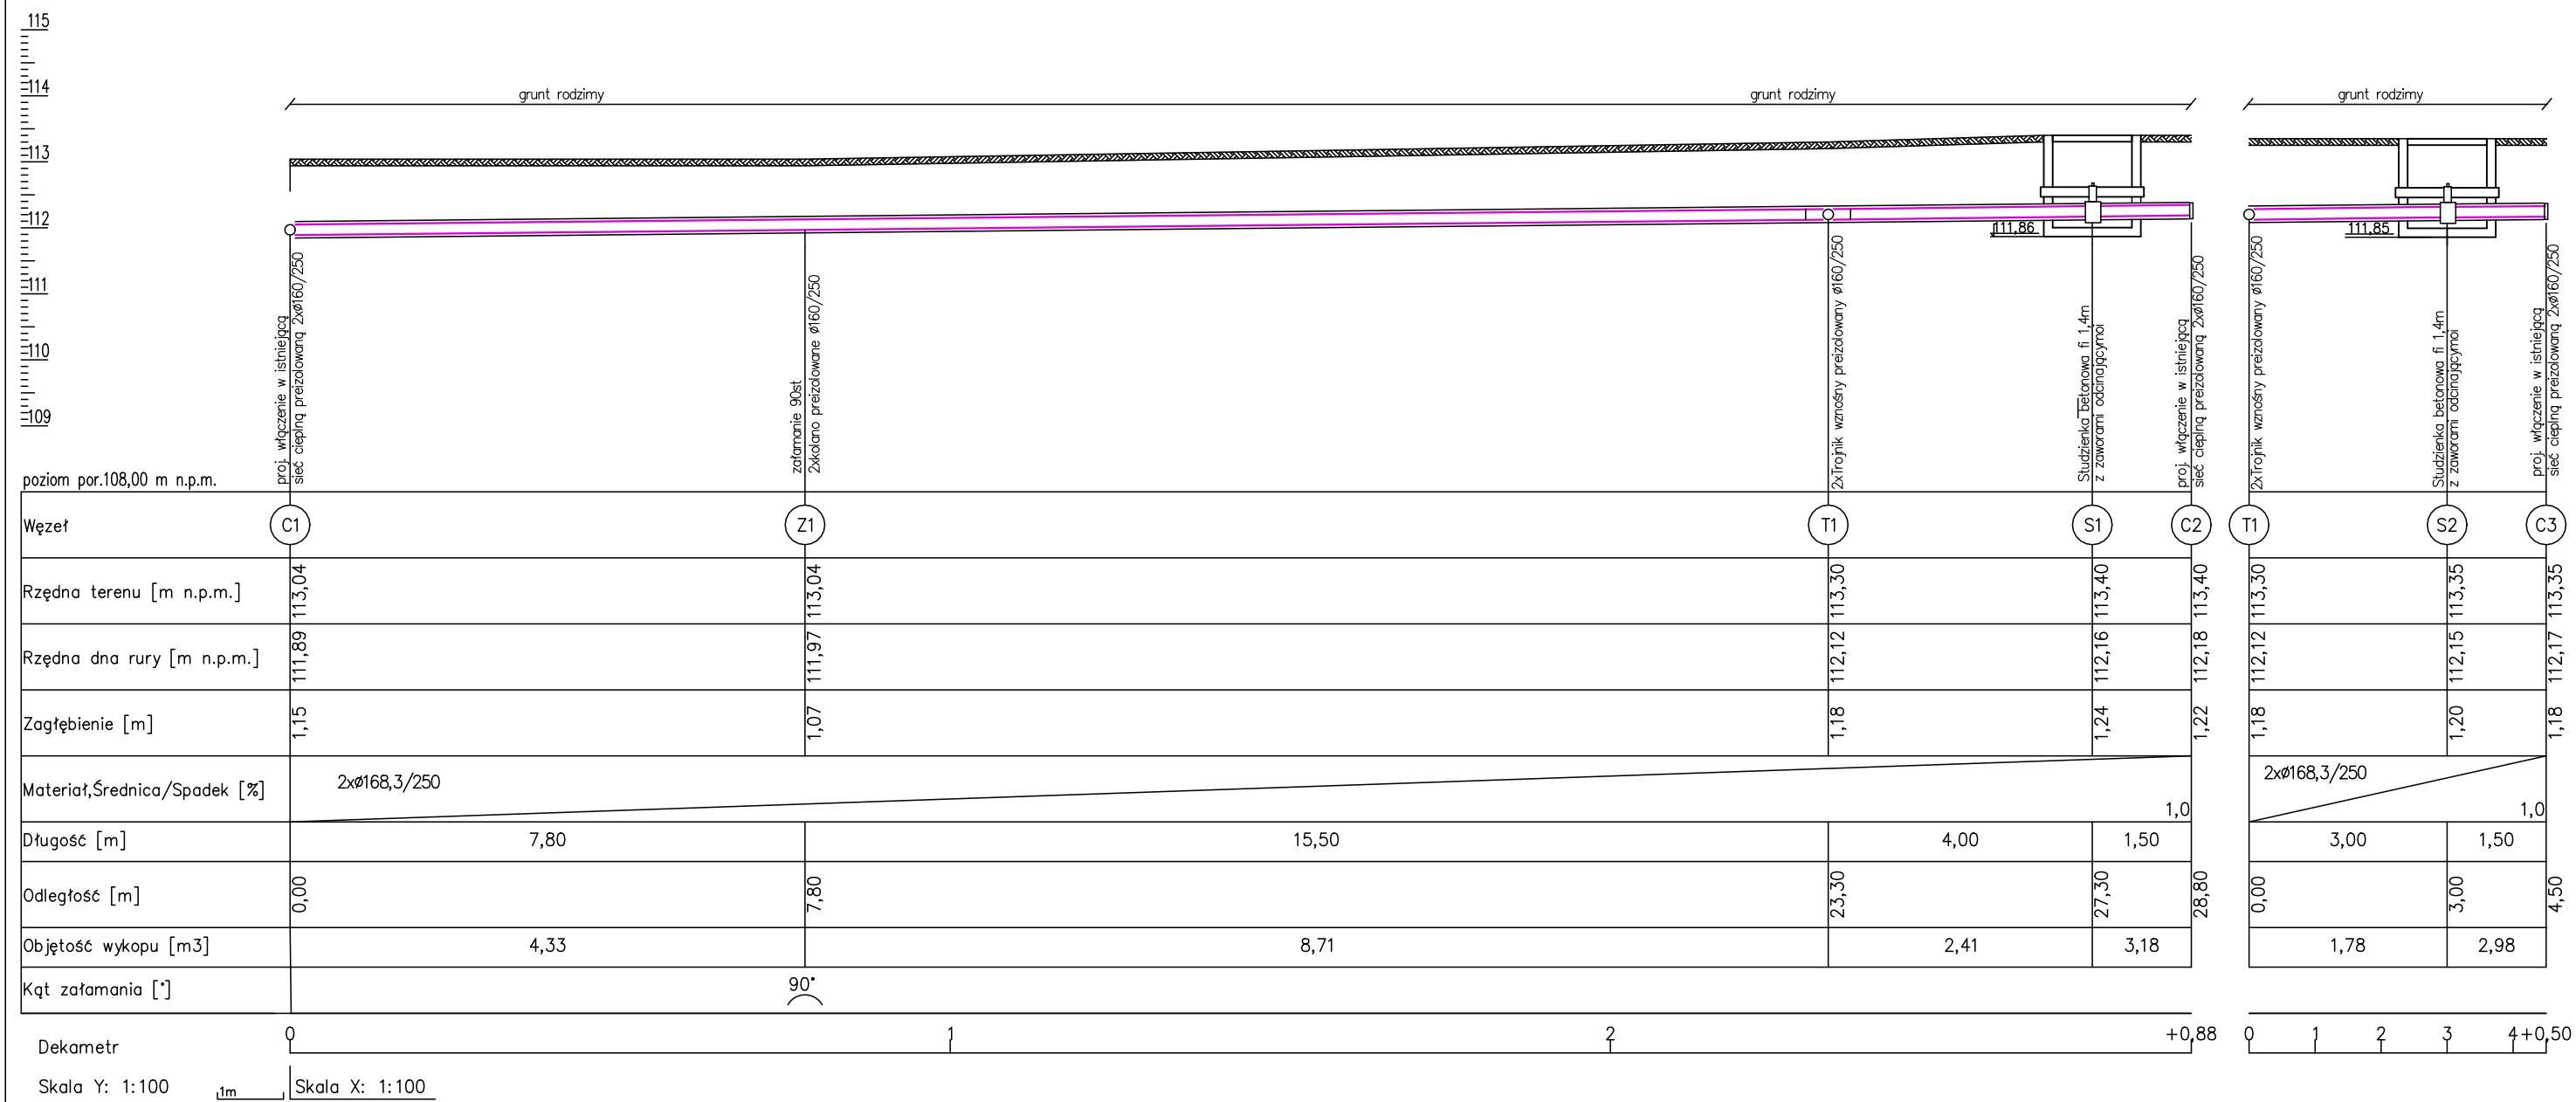 115
114
113
112
111
110
109
grunt rodzimy
grunt rodzimy
grunt rodzimy
111,86
111,85
proj. włączenie w istniejącą
sieć cieplną preizolowaną 2xø160/250
załamanie 90st
2xkolano preizolowane ø160/250
2xTrojnik wznośny preizolowany ø160/250
Studzienka betonowa fi 1,4m
z zaworami odcinającymoi
proj. włączenie w istniejącą
sieć cieplną preizolowaną 2xø160/250
2xTrojnik wznośny preizolowany ø160/250
Studzienka betonowa fi 1,4m
z zaworami odcinającymoi
proj. włączenie w istniejącą
sieć cieplną preizolowaną 2xø160/250
poziom por.108,00 m n.p.m.
Węzeł C1 Z1 T1 S1 C2 T1 S2 C3
Rzędna terenu [m n.p.m.] 113,04 113,04 113,30 113,40 113,40 113,30 113,35 113,35
Rzędna dna rury [m n.p.m.] 111,89 111,97 112,12 112,16 112,18 112,12 112,15 112,17
Zagłębienie [m] 1,15 1,07 1,18 1,24 1,22 1,18 1,20 1,18
Materiał,Średnica/Spadek [%] 2xø168,3/250 1,0 2xø168,3/250 1,0
Długość [m] 7,80 15,50 4,00 1,50 3,00 1,50
Odległość [m] 0,00 7,80 23,30 27,30 28,80 0,00 3,00 4,50
Objętość wykopu [m3] 4,33 8,71 2,41 3,18 1,78 2,98
Kąt załamania [°] 90°
Dekametr 0 1 2 +0,88 0 1 2 3 4 +0,50
Skala Y: 1:100 1m Skala X: 1:100